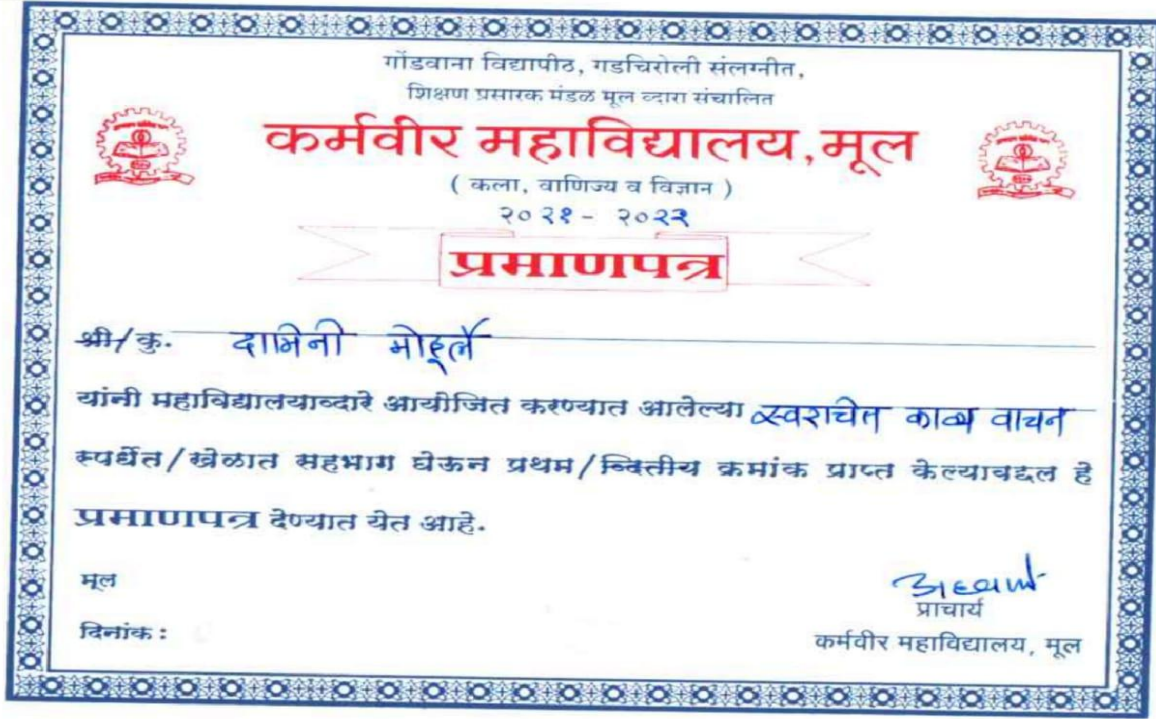 गोंडवाना विद्यापीठ, गडचिरोली संलग्नीत,
शिक्षण प्रसारक मंडळ मूल व्दारा संचालित
कर्मवीर महाविद्यालय,मूल
( कला, वाणिज्य व विज्ञान )
२०२१ - २०२२
प्रमाणपत्र
श्री/कु. दामिनी मोहूर्ले
यांनी महाविद्यालयाव्दारे आयोजित करण्यात आलेल्या स्वरचित काव्य वाचन
स्पर्धेत/खेळात सहभाग घेऊन प्रथम/व्दितीय क्रमांक प्राप्त केल्याबद्दल हे
प्रमाणपत्र देण्यात येत आहे.
मूल
दिनांक :
प्राचार्य
कर्मवीर महाविद्यालय, मूल